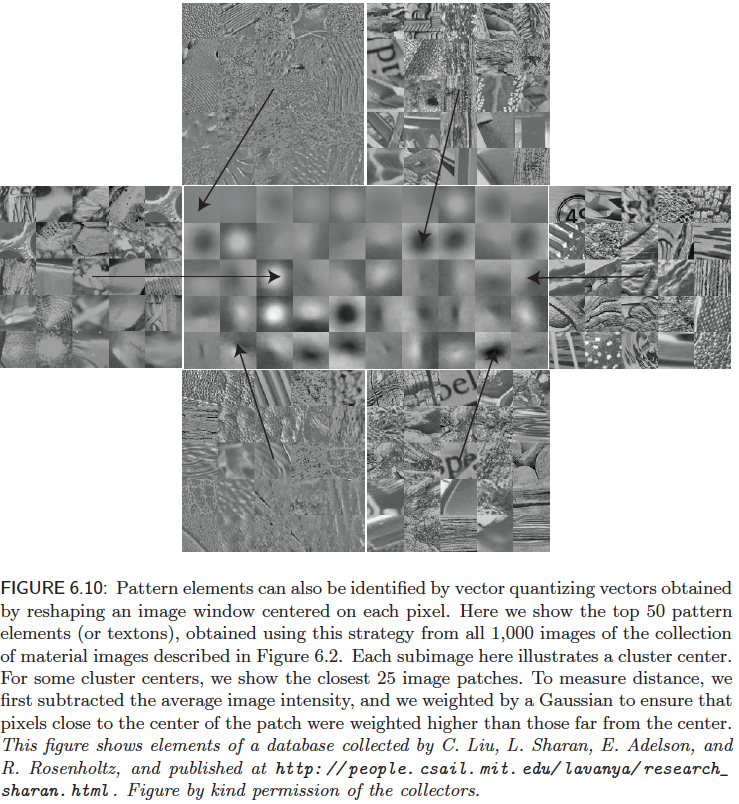 id
49
bel
spe
FIGURE 6.10: Pattern elements can also be identified by vector quantizing vectors obtained
by reshaping an image window centered on each pixel. Here we show the top 50 pattern
elements (or textons), obtained using this strategy from all 1,000 images of the collection
of material images described in Figure 6.2. Each subimage here illustrates a cluster center.
For some cluster centers, we show the closest 25 image patches. To measure distance, we
first subtracted the average image intensity, and we weighted by a Gaussian to ensure that
pixels close to the center of the patch were weighted higher than those far from the center.
This figure shows elements of a database collected by C. Liu, L. Sharan, E. Adelson, and
R. Rosenholtz, and published at http://people.csail.mit.edu/lavanya/research_
sharan.html. Figure by kind permission of the collectors.